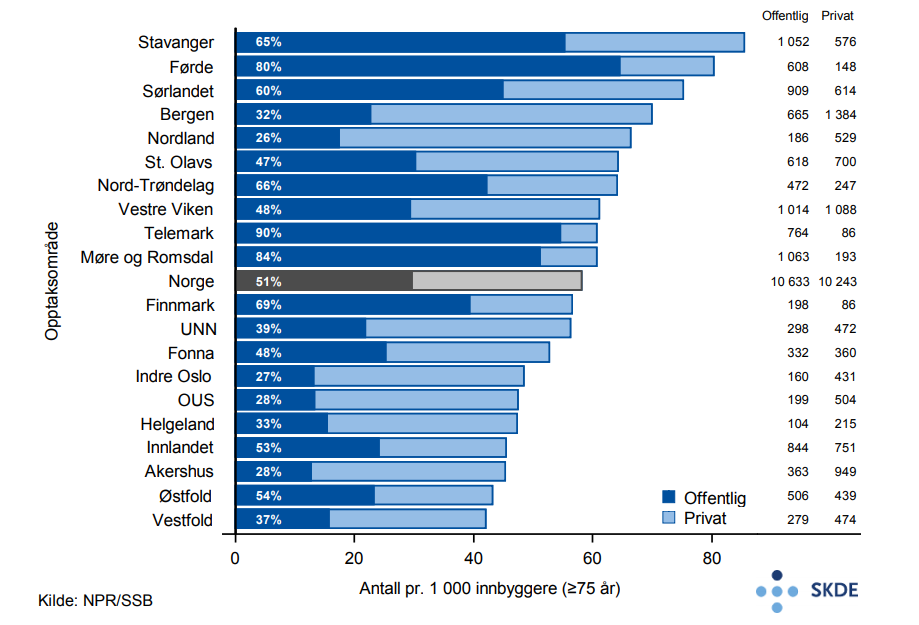 Offentlig Privat
Stavanger 65% 1 052 576
Førde 80% 608 148
Sørlandet 60% 909 614
Bergen 32% 665 1 384
Nordland 26% 186 529
St. Olavs 47% 618 700
Nord-Trøndelag 66% 472 247
Vestre Viken 48% 1 014 1 088
Telemark 90% 764 86
Møre og Romsdal 84% 1 063 193
Norge 51% 10 633 10 243
Finnmark 69% 198 86
UNN 39% 298 472
Fonna 48% 332 360
Indre Oslo 27% 160 431
OUS 28% 199 504
Helgeland 33% 104 215
Innlandet 53% 844 751
Akershus 28% 363 949
Østfold 54% 506 439
Vestfold 37% 279 474
Opptaksområde
Offentlig
Privat
0 20 40 60 80
Antall pr. 1 000 innbyggere (≥75 år)
Kilde: NPR/SSB
SKDE